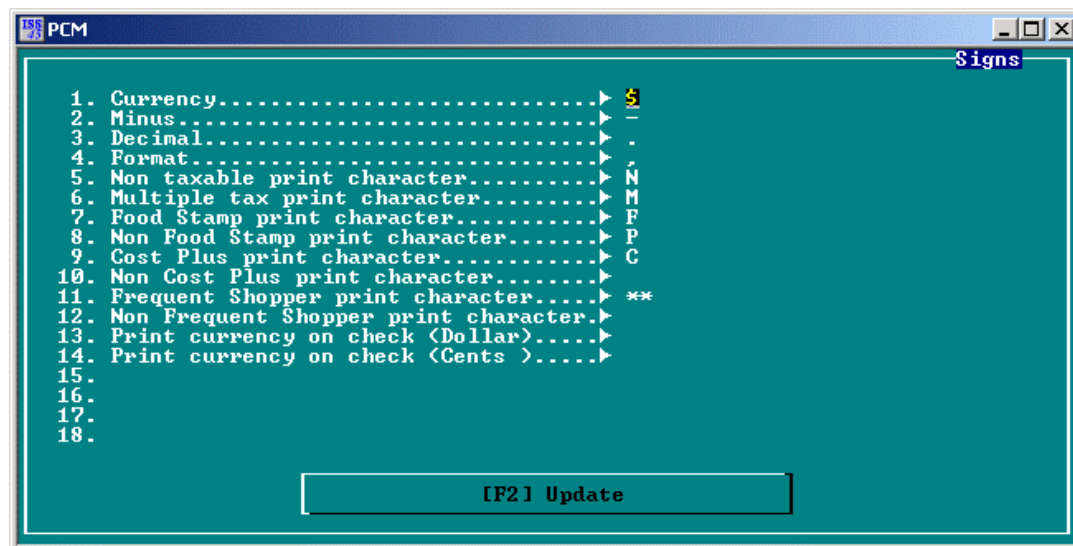 ISS 45 PCM
Signs
1. Currency.............................► $
2. Minus................................► -
3. Decimal..............................► .
4. Format...............................► ,
5. Non taxable print character..........► N
6. Multiple tax print character.........► M
7. Food Stamp print character...........► F
8. Non Food Stamp print character.......► P
9. Cost Plus print character............► C
10. Non Cost Plus print character........►
11. Frequent Shopper print character.....► **
12. Non Frequent Shopper print character.►
13. Print currency on check (Dollar).....►
14. Print currency on check (Cents ).....►
15.
16.
17.
18.
[F2] Update